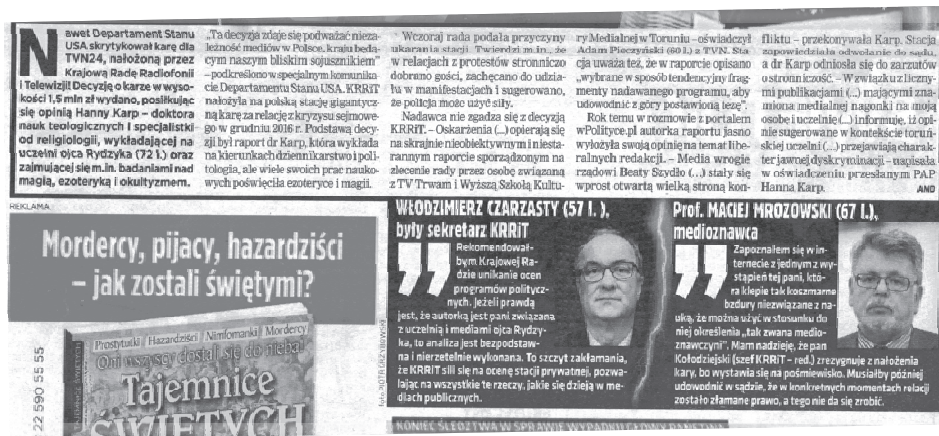 Nawet Departament Stanu
USA skrytykował karę dla
TVN24, nałożoną przez
Krajową Radę Radiofonii
i Telewizji! Decyzję o karze w wyso-
kości 1,5 mln zł wydano, posiłkując
się opinią Hanny Karp – doktora
nauk teologicznych i specjalistki
od religiologii, wykładającej na
uczelni ojca Rydzyka (72 l.) oraz
zajmującej się m.in. badaniami nad
magią, ezoteryką i okultyzmem.
„Ta decyzja zdaje się podważać nieza-
leżność mediów w Polsce, kraju będą-
cym naszym bliskim sojusznikiem”
– podkreślono w specjalnym komunika-
cie Departamentu Stanu USA. KRRiT
nałożyła na polską stację gigantycz-
ną karę za relację z kryzysu sejmowe-
go w grudniu 2016 r. Podstawą decy-
zji był raport dr Karp, która wykłada
na kierunkach dziennikarstwo i poli-
tologia, ale wiele swoich prac nauko-
wych poświęciła ezoteryce i magii.
Wczoraj rada podała przyczyny
ukarania stacji. Twierdzi m.in., że
w relacjach z protestów stronniczo
dobrano gości, zachęcano do udzia-
łu w manifestacjach i sugerowano,
że policja może użyć siły.
Nadawca nie zgadza się z decyzją
KRRiT. – Oskarżenia (...) opierają się
na skrajnie nieobiektywnym i niesta-
rannym raporcie sporządzonym na
zlecenie rady przez osobę związaną
z TV Trwam i Wyższą Szkołą Kultu-
ry Medialnej w Toruniu – oświadczył
Adam Pieczyński (60 l.) z TVN. Sta-
cja uważa też, że w raporcie opisano
„wybrane w sposób tendencyjny frag-
menty nadawanego programu, aby
udowodnić z góry postawioną tezę”.
Rok temu w rozmowie z portalem
wPolityce.pl autorka raportu jasno
wyłożyła swoją opinię na temat libe-
ralnych redakcji. – Media wrogie
rządowi Beaty Szydło (...) stały się
wprost otwartą wielką stroną kon-
fliktu – przekonywała Karp. Stacja
zapowiedziała odwołanie do sądu,
a dr Karp odniosła się do zarzutów
o stronniczość. – W związku z liczny-
mi publikacjami (...) mającymi zna-
miona medialnej nagonki na moją
osobę i uczelnię (...) informuję, iż opi-
nie sugerowane w kontekście toruń-
skiej uczelni (...) przejawiają charak-
ter jawnej dyskryminacji – napisała
w oświadczeniu przesłanym PAP
Hanna Karp.
AND
REKLAMA
Mordercy, pijacy, hazardziści
– jak zostali świętymi?
Prostytutki Hazardziści Nimfomanki Mordercy
Oni wszyscy dostali się do nieba!
Tajemnice
ŚWIĘTYCH
22 590 55 55
WŁODZIMIERZ CZARZASTY (57 l. ),
były sekretarz KRRiT
Rekomendował-
bym Krajowej Ra-
dzie unikanie ocen
programów politycz-
nych. Jeżeli prawdą
jest, że autorką jest pani związana
z uczelnią i mediami ojca Rydzy-
ka, to analiza jest bezpodstaw-
na i nierzetelnie wykonana. To szczyt zakłamania,
że KRRiT sili się na ocenę stacji prywatnej, pozwa-
lając na wszystkie te rzeczy, jakie się dzieją w me-
diach publicznych.
Prof. MACIEJ MROZOWSKI (67 l.),
medioznawca
Zapoznałem się w in-
ternecie z jednym z wy-
stąpień tej pani, któ-
ra klepie tak koszmarne
bzdury niezwiązane z na-
uką, że można użyć w stosunku do
niej określenia „tak zwana medio-
znawczyni”. Mam nadzieję, że pan
Kołodziejski (szef KRRiT – red.) zrezygnuje z nałożenia
kary, bo wystawia się na pośmiewisko. Musiałby później
udowodnić w sądzie, że w konkretnych momentach relacji
zostało złamane prawo, a tego nie da się zrobić.